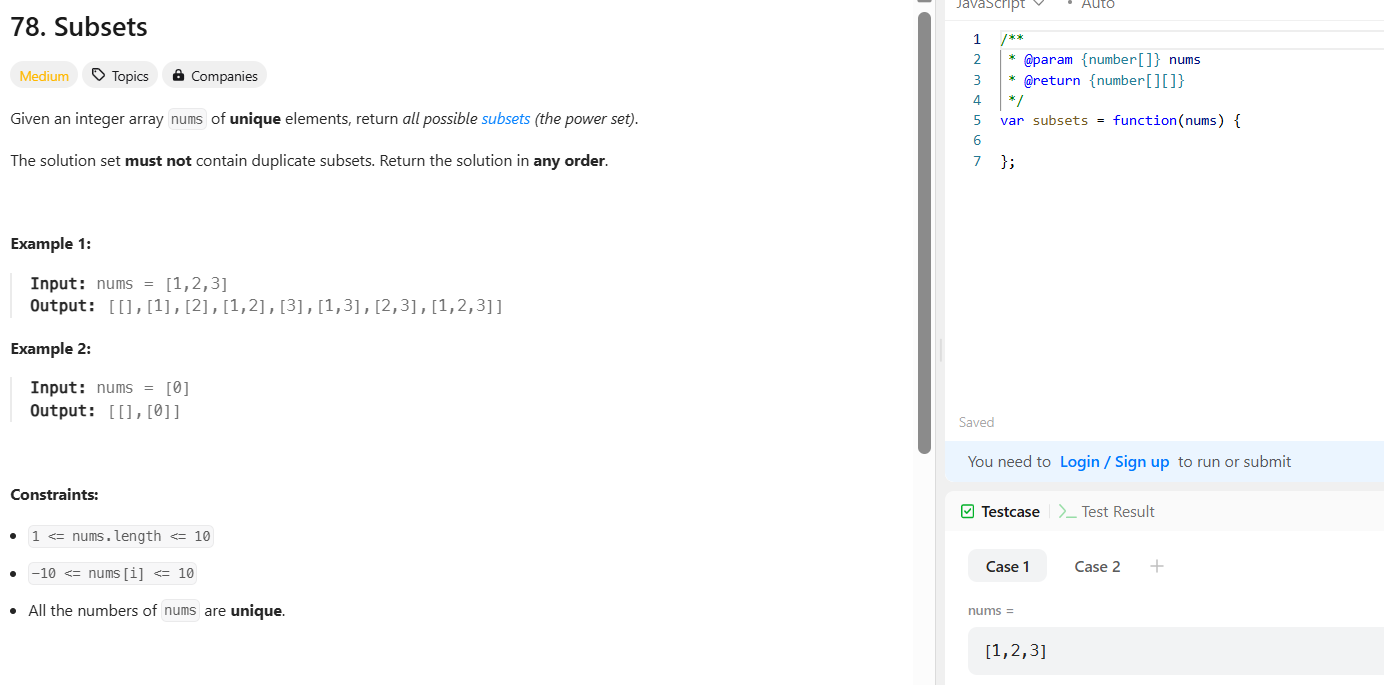 78. Subsets
Medium Topics Companies
Given an integer array nums of unique elements, return all possible subsets (the power set).
The solution set must not contain duplicate subsets. Return the solution in any order.
Example 1:
Input: nums = [1,2,3]
Output: [[],[1],[2],[1,2],[3],[1,3],[2,3],[1,2,3]]
Example 2:
Input: nums = [0]
Output: [[],[0]]
Constraints:
• 1 <= nums.length <= 10
• -10 <= nums[i] <= 10
• All the numbers of nums are unique.
JavaScript • Auto
1 /**
2  * @param {number[]} nums
3  * @return {number[][]}
4  */
5 var subsets = function(nums) {
6
7 };
Saved
You need to Login / Sign up to run or submit
Testcase >_ Test Result
Case 1 Case 2 +
nums =
[1,2,3]